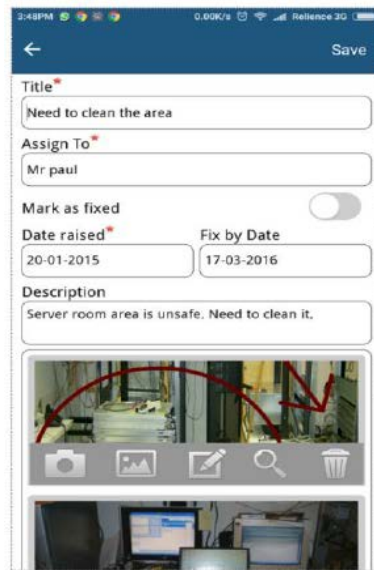 3:48PM 0.00K/s Relience 3G
Save
Title*
Need to clean the area
Assign To*
Mr paul
Mark as fixed
Date raised* Fix by Date
20-01-2015 17-03-2016
Description
Server room area is unsafe. Need to clean it.